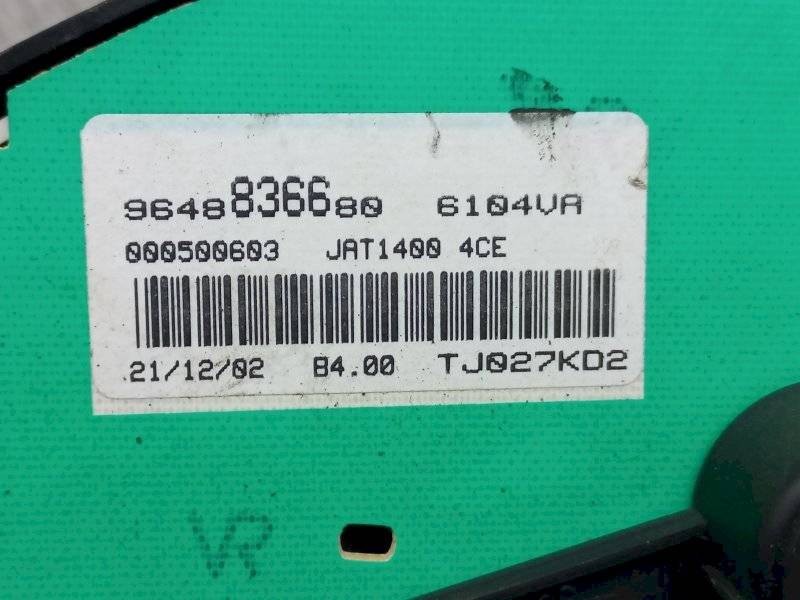 9648836680 6104VA
000500603 JAT1400 4CE
21/12/02 B4.00 TJ027KD2
VR